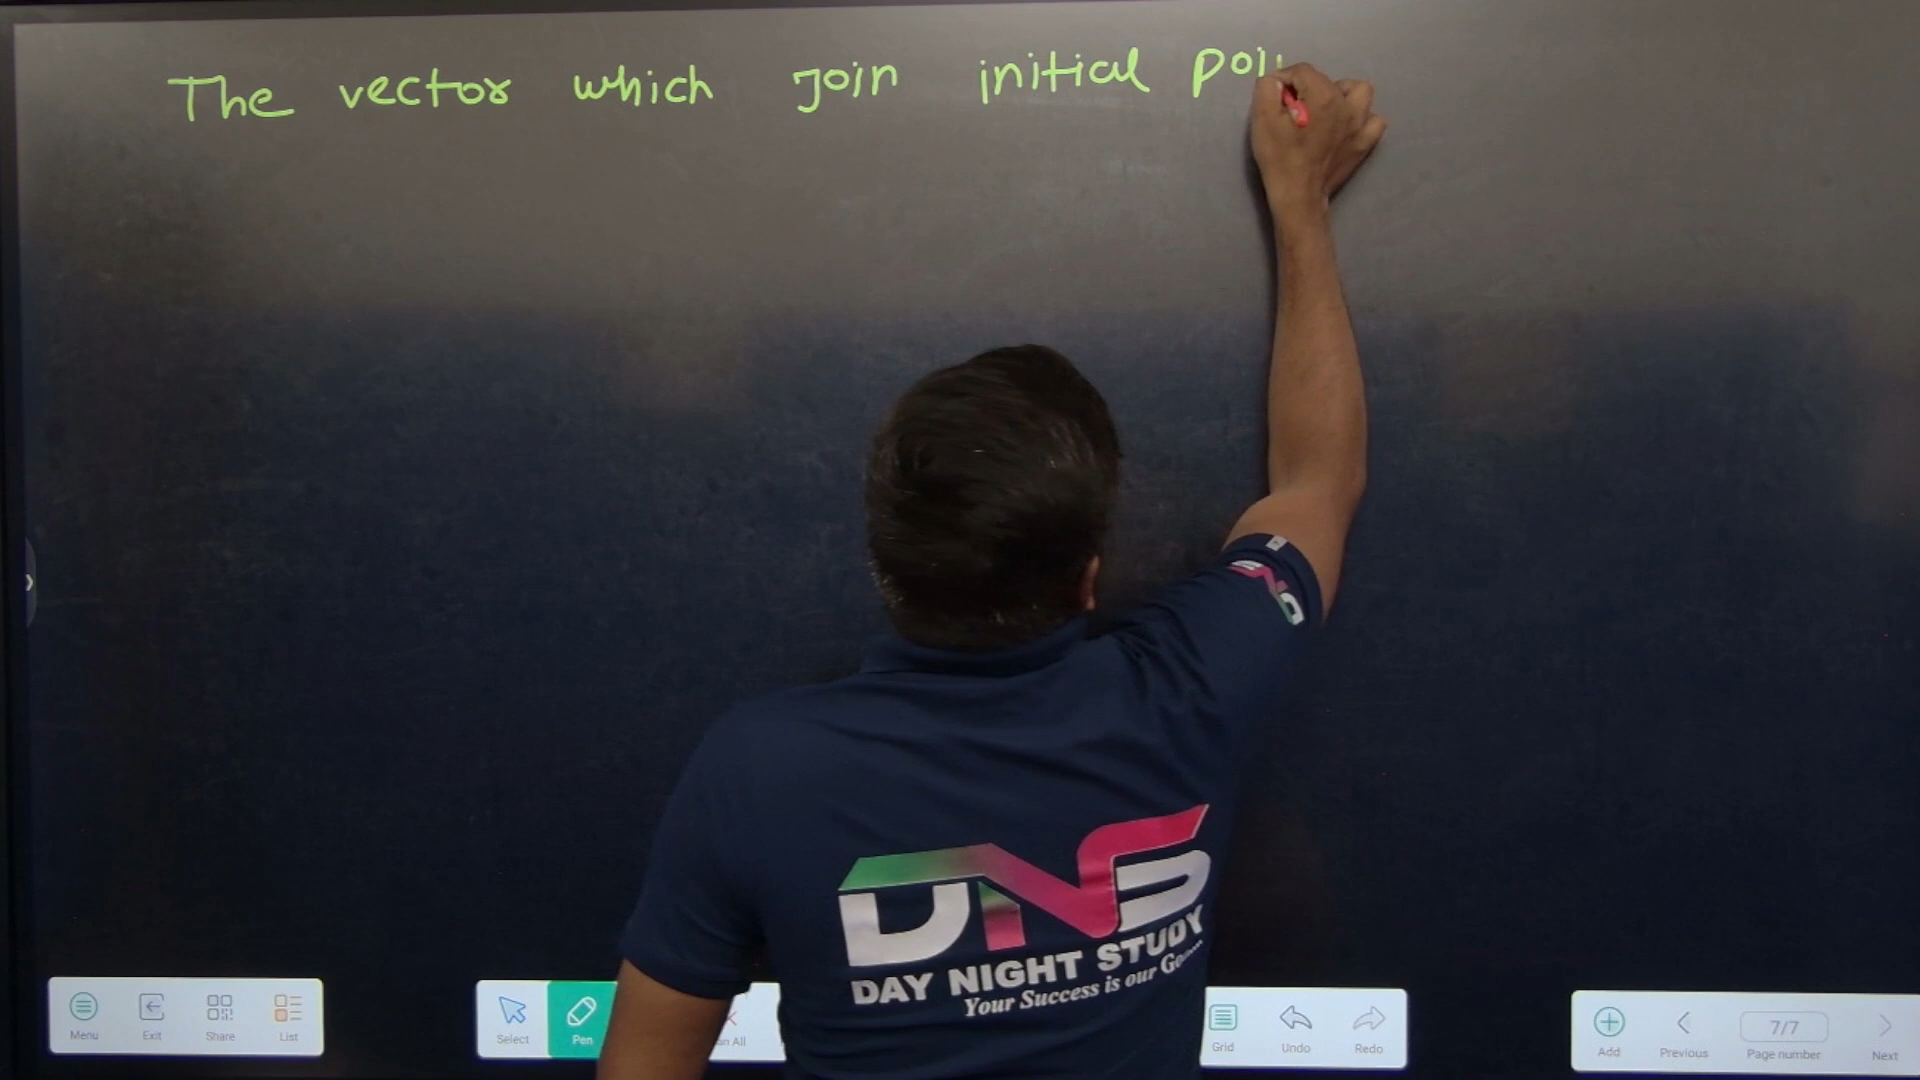 The vector which join initial poi
DNS
DAY NIGHT STUDY
Your Success is our
Menu Exit Share List Select Pen Grid Undo Redo Add Previous 7/7 Page number Next